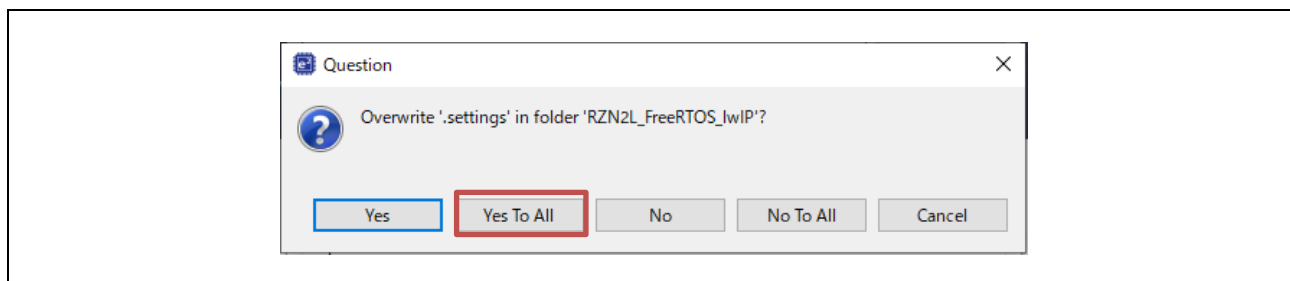 Question
Overwrite '.settings' in folder 'RZN2L_FreeRTOS_lwIP'?
Yes
Yes To All
No
No To All
Cancel